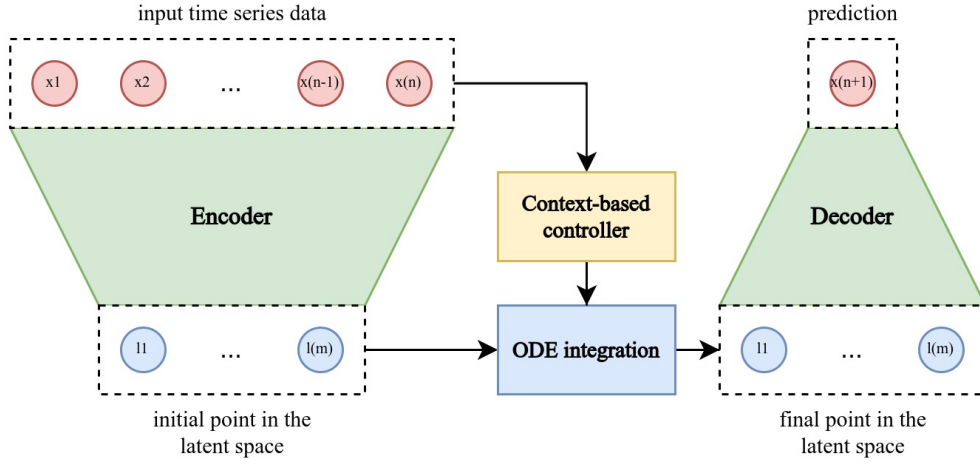 input time series data
prediction
x1 x2 ... x(n-1) x(n)
x(n+1)
Encoder
Context-based
controller
Decoder
l1 ... l(m)
ODE integration
l1 ... l(m)
initial point in the
latent space
final point in the
latent space